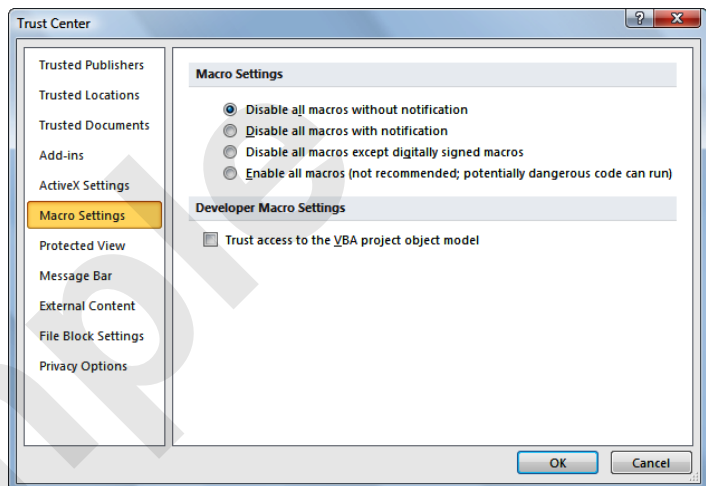 Trust Center
Trusted Publishers
Trusted Locations
Trusted Documents
Add-ins
ActiveX Settings
Macro Settings
Protected View
Message Bar
External Content
File Block Settings
Privacy Options
Macro Settings
Disable all macros without notification
Disable all macros with notification
Disable all macros except digitally signed macros
Enable all macros (not recommended; potentially dangerous code can run)
Developer Macro Settings
Trust access to the VBA project object model
OK
Cancel
mple